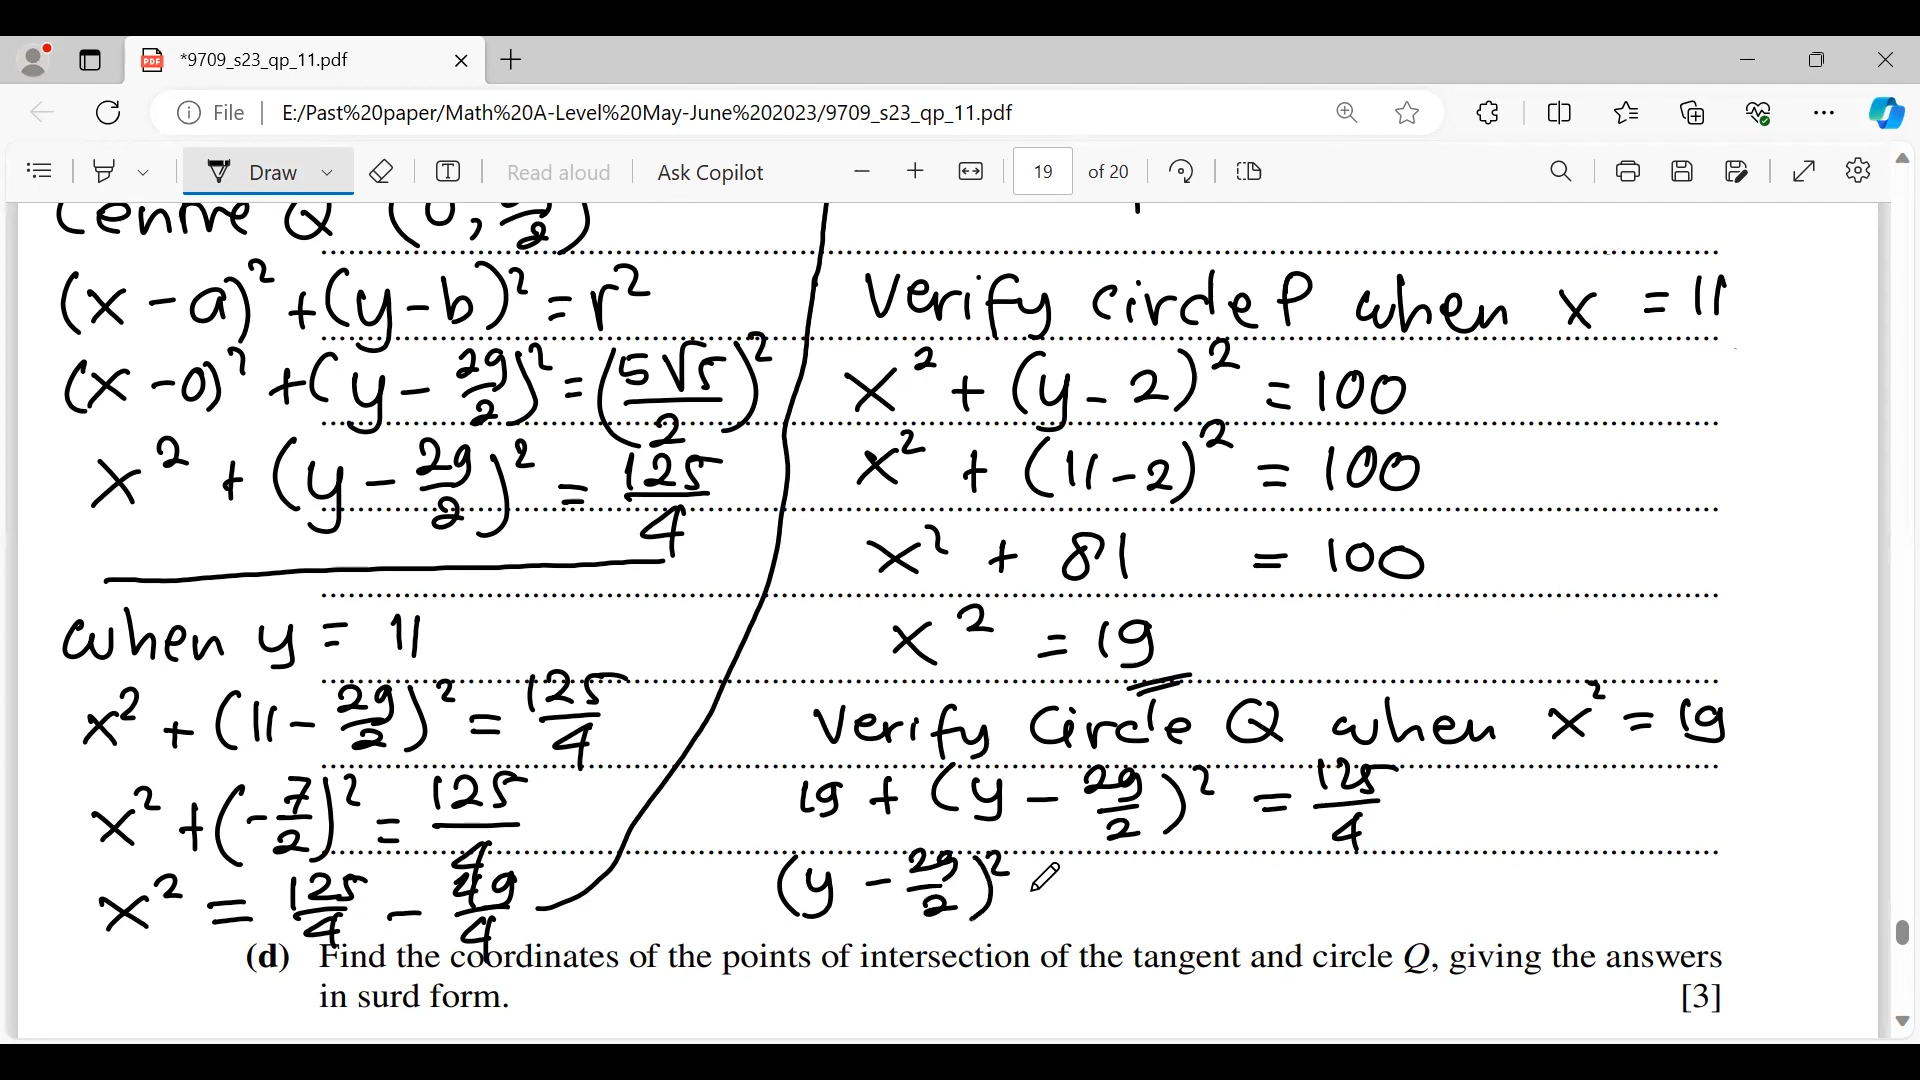 *9709_s23_qp_11.pdf
File
E:/Past%20paper/Math%20A-Level%20May-June%202023/9709_s23_qp_11.pdf
Draw
Read aloud
Ask Copilot
19
of 20
Centre Q (0, 29/2)
(x - a)² + (y - b)² = r²
(x - 0)² + (y - 29/2)² = (5√5/2)²
x² + (y - 29/2)² = 125/4
when y = 11
x² + (11 - 29/2)² = 125/4
x² + (-7/2)² = 125/4
x² = 125/4 - 49/4
Verify circle P when x = 11
x² + (y - 2)² = 100
x² + (11 - 2)² = 100
x² + 81 = 100
x² = 19
Verify Circle Q when x² = 19
19 + (y - 29/2)² = 125/4
(y - 29/2)²
(d) Find the coordinates of the points of intersection of the tangent and circle Q, giving the answers
in surd form. [3]